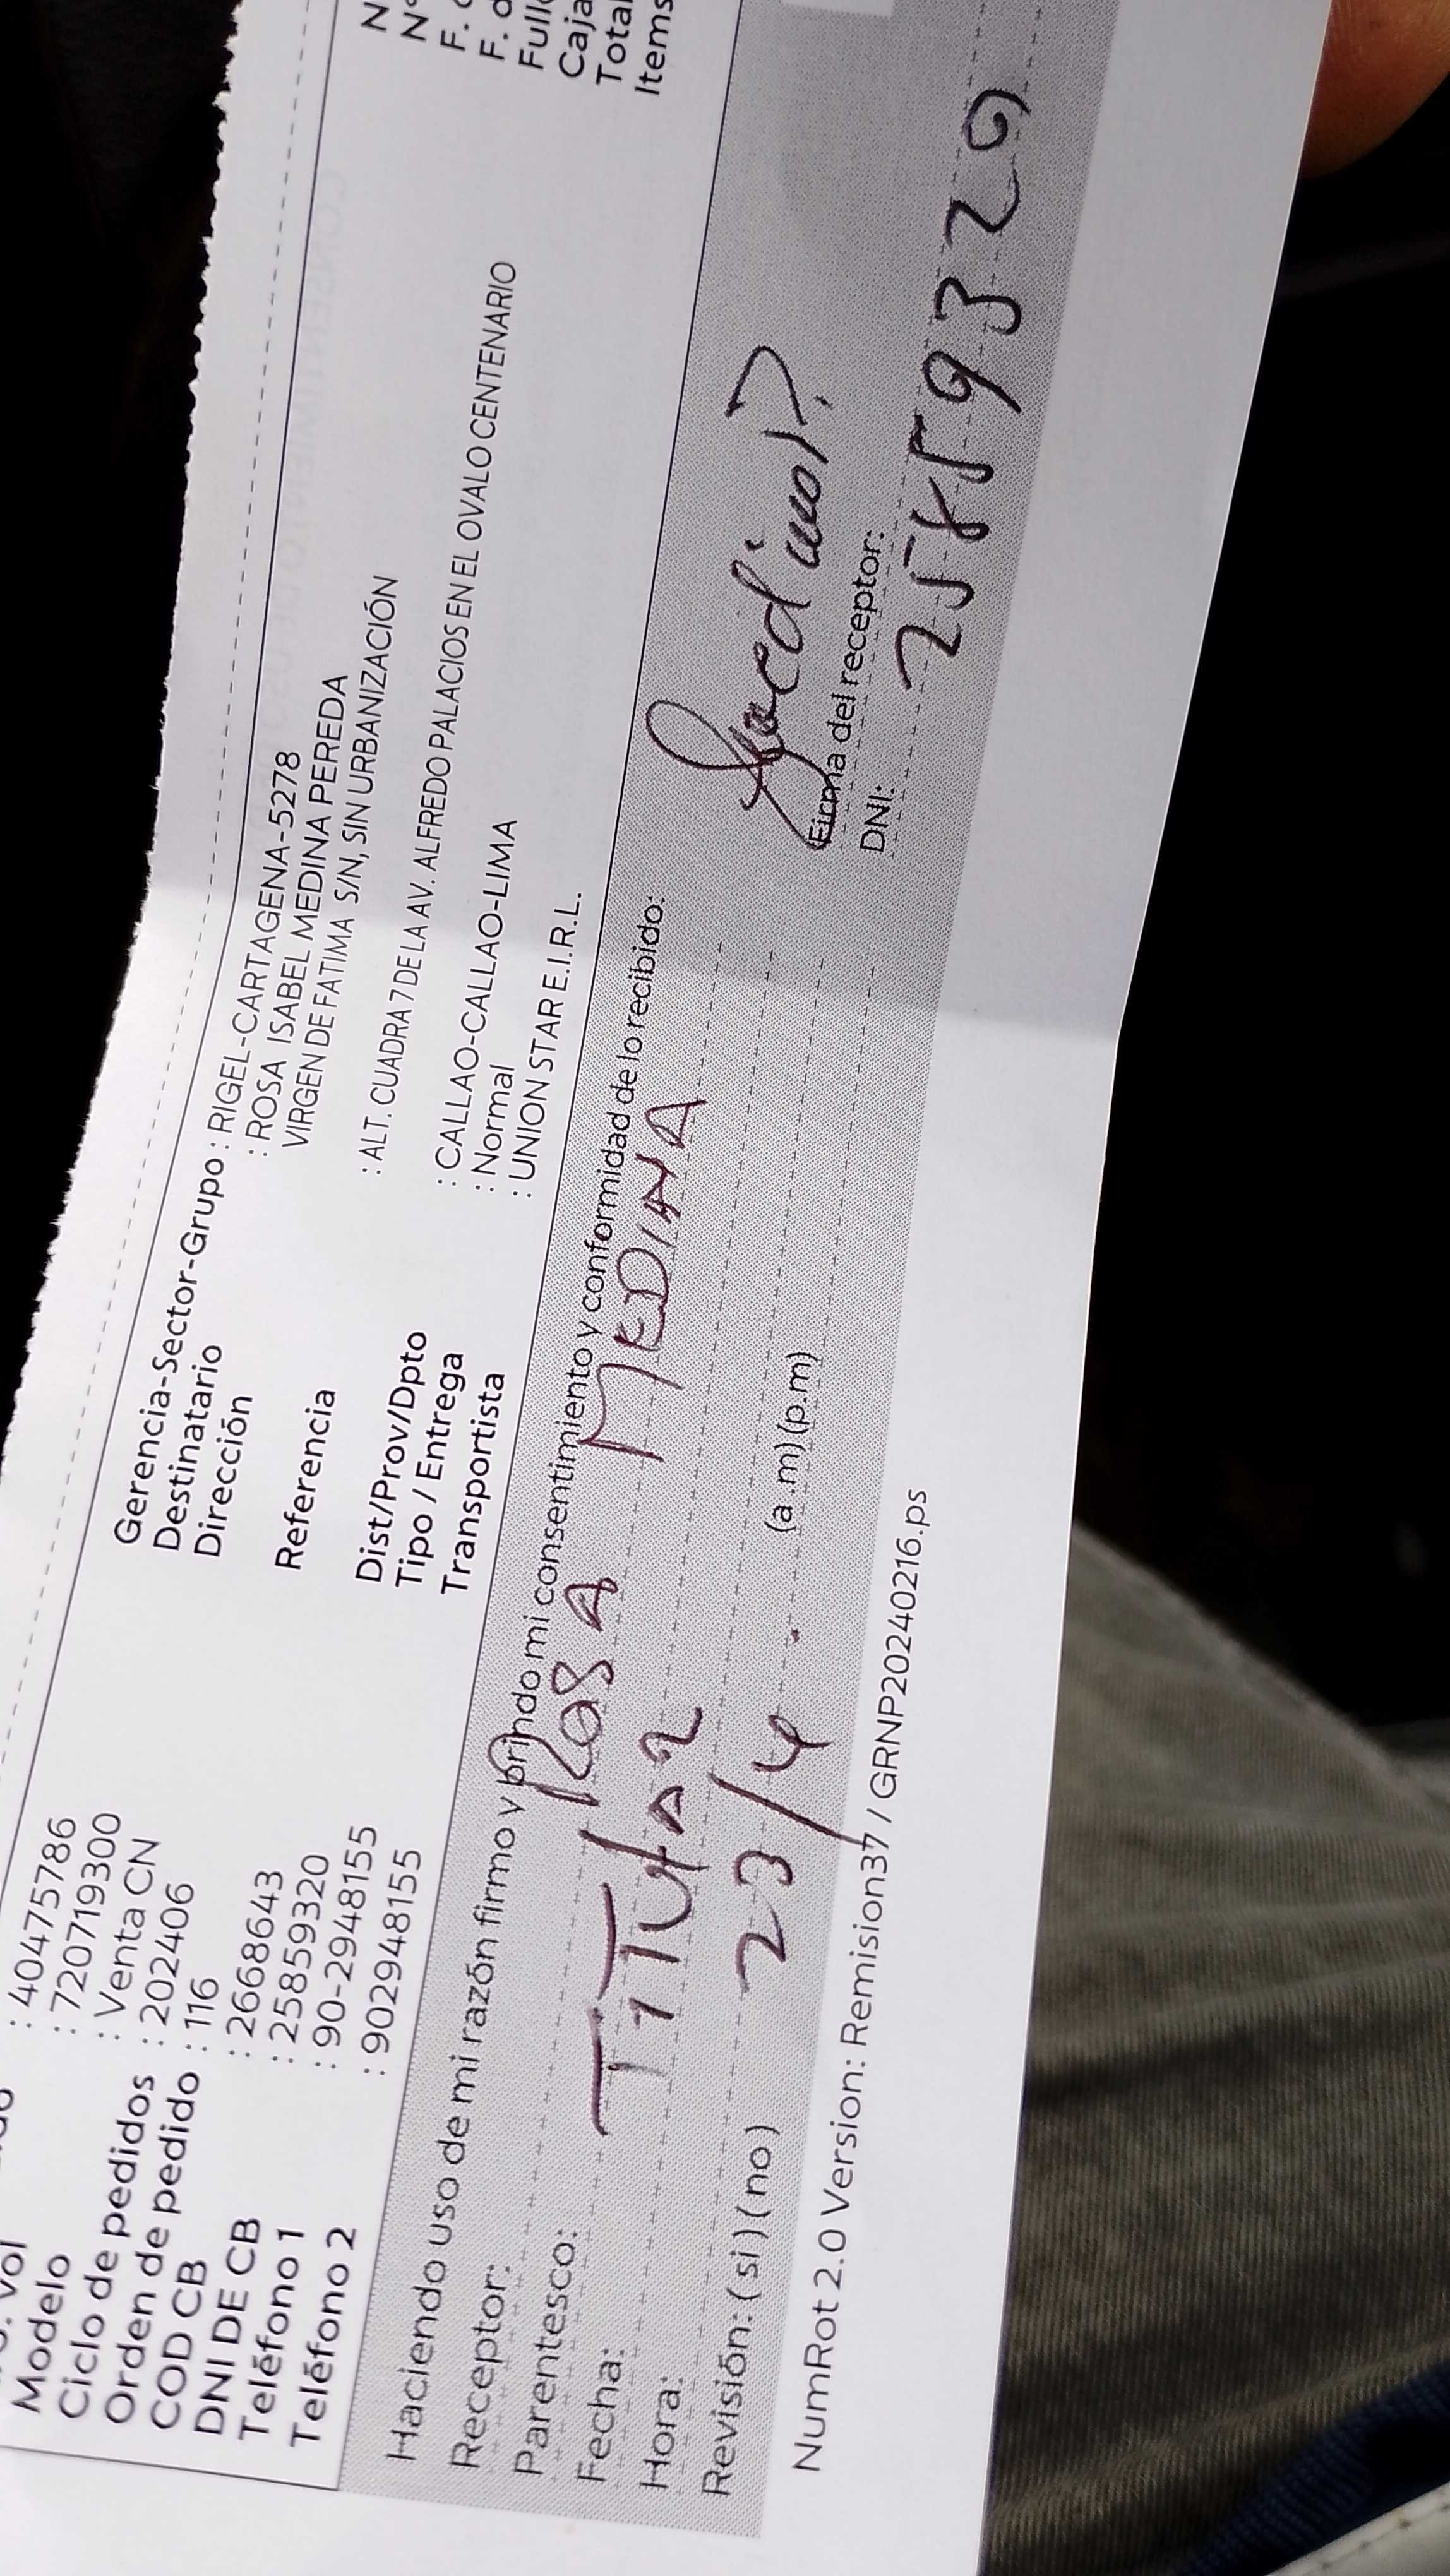 : 40475786
Modelo : 720719300
Ciclo de pedidos : Venta CN
Orden de pedido : 202406
COD CB : 116
DNI DE CB : 2668643
Teléfono 1 : 25859320
Teléfono 2 : 90-2948155
: 902948155
Gerencia-Sector-Grupo : RIGEL-CARTAGENA-5278
Destinatario : ROSA ISABEL MEDINA PEREDA
Dirección VIRGEN DE FATIMA S/N, SIN URBANIZACIÓN
Referencia : ALT. CUADRA 7 DE LA AV. ALFREDO PALACIOS EN EL OVALO CENTENARIO
Dist/Prov/Dpto : CALLAO-CALLAO-LIMA
Tipo / Entrega : Normal
Transportista : UNION STAR E.I.R.L.
N
N°
F.
F. d
Full
Caja
Total
Items
Haciendo uso de mi razón firmo y brindo mi consentimiento y conformidad de lo recibido:
Receptor: ROSA MEDINA
Parentesco: TITULAR
Fecha: 23/4
Hora: (a.m)(p.m)
Revisión: (si) (no)
Firma del receptor:
DNI: 25859320
NumRot 2.0 Version: Remision37 / GRNP20240216.ps